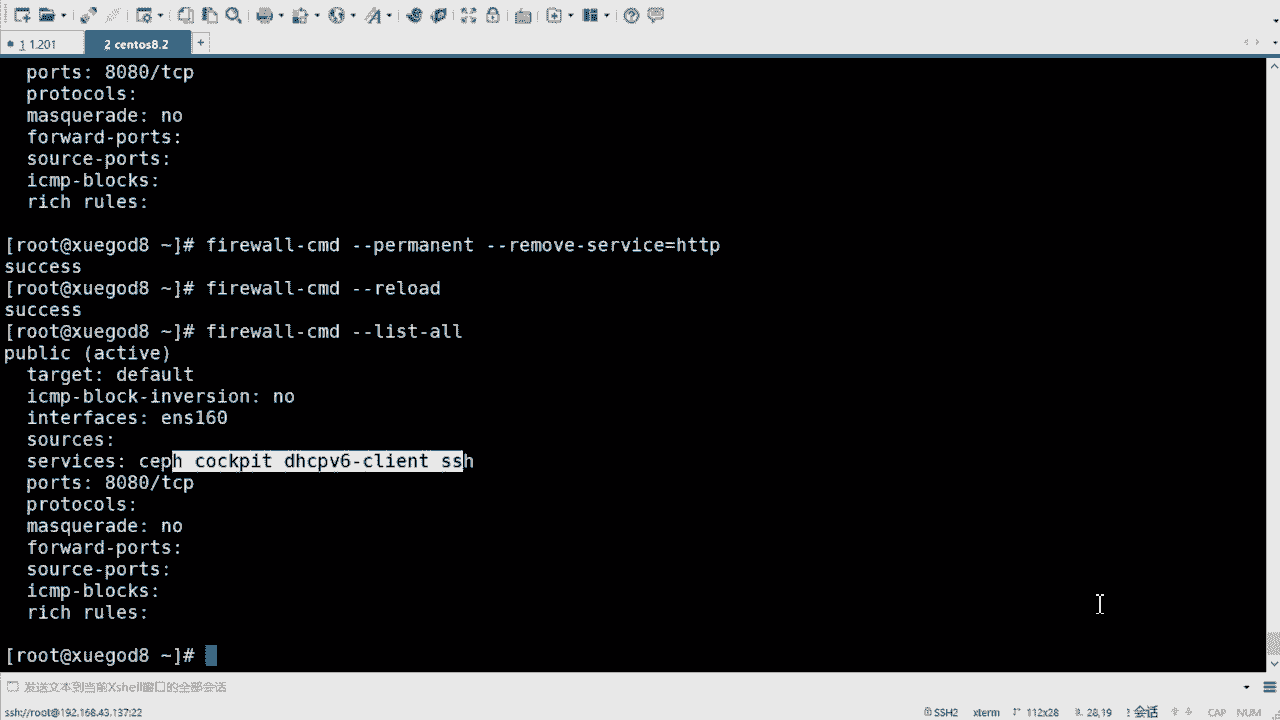 1 1.201
2 centos8.2
+
ports: 8080/tcp
protocols:
masquerade: no
forward-ports:
source-ports:
icmp-blocks:
rich rules:
[root@xuegod8 ~]# firewall-cmd --permanent --remove-service=http
success
[root@xuegod8 ~]# firewall-cmd --reload
success
[root@xuegod8 ~]# firewall-cmd --list-all
public (active)
target: default
icmp-block-inversion: no
interfaces: ens160
sources:
services: ceph cockpit dhcpv6-client ssh
ports: 8080/tcp
protocols:
masquerade: no
forward-ports:
source-ports:
icmp-blocks:
rich rules:
[root@xuegod8 ~]#
发送文本到当前Xshell窗口的全部会话
ssh://root@192.168.43.137:22
SSH2
xterm
112x28
28,19
1 会话
CAP
NUM